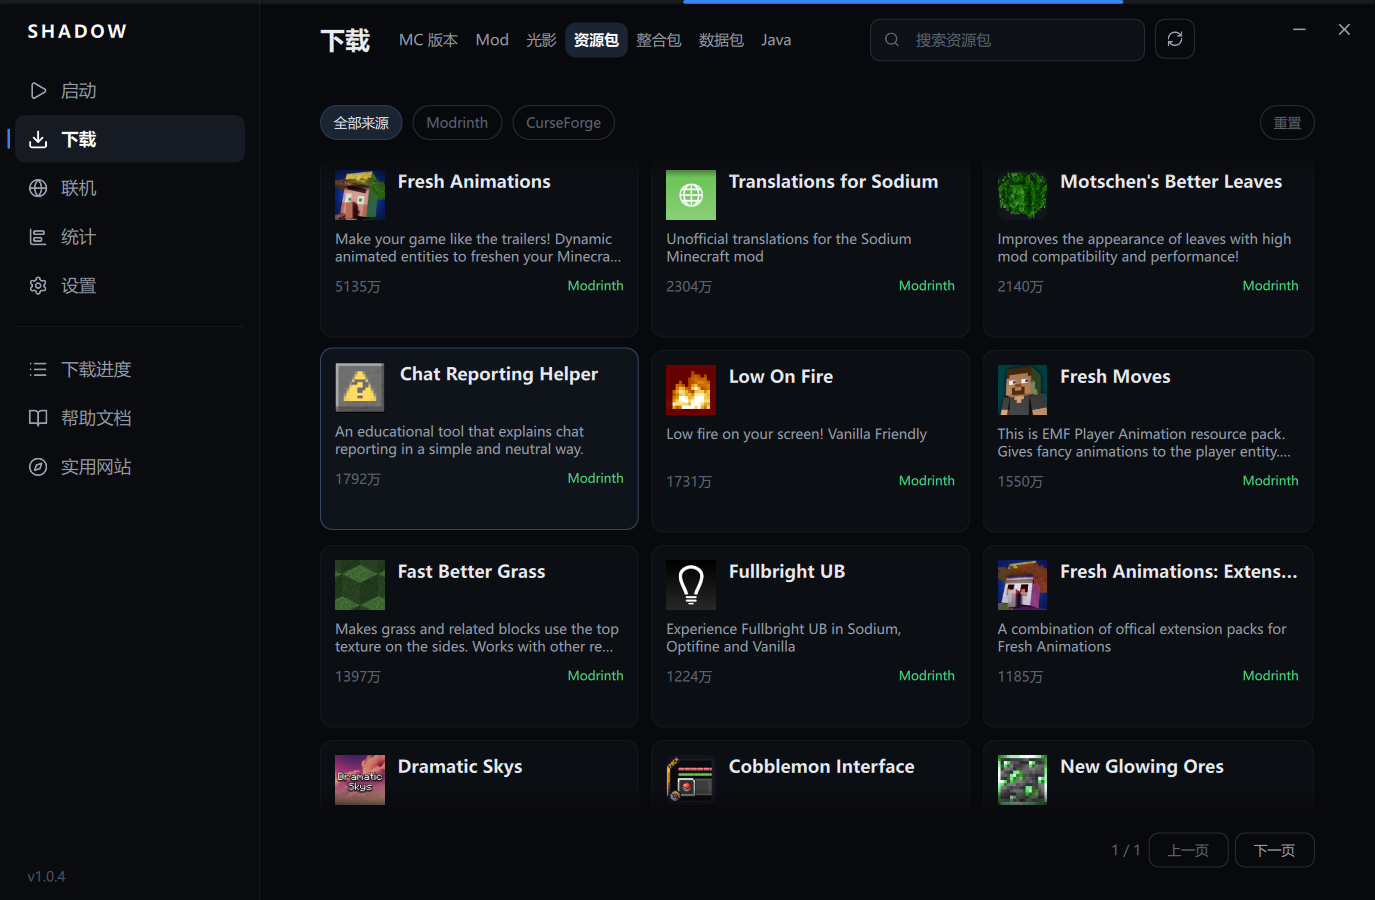 SHADOW
启动
下载
联机
统计
设置
下载进度
帮助文档
实用网站
v1.0.4
下载
MC 版本
Mod
光影
资源包
整合包
数据包
Java
搜索资源包
全部来源
Modrinth
CurseForge
重置
Fresh Animations
Make your game like the trailers! Dynamic
animated entities to freshen your Minecra...
5135万
Modrinth
Translations for Sodium
Unofficial translations for the Sodium
Minecraft mod
2304万
Modrinth
Motschen's Better Leaves
Improves the appearance of leaves with high
mod compatibility and performance!
2140万
Modrinth
Chat Reporting Helper
An educational tool that explains chat
reporting in a simple and neutral way.
1792万
Modrinth
Low On Fire
Low fire on your screen! Vanilla Friendly
1731万
Modrinth
Fresh Moves
This is EMF Player Animation resource pack.
Gives fancy animations to the player entity....
1550万
Modrinth
Fast Better Grass
Makes grass and related blocks use the top
texture on the sides. Works with other re...
1397万
Modrinth
Fullbright UB
Experience Fullbright UB in Sodium,
Optifine and Vanilla
1224万
Modrinth
Fresh Animations: Extens...
A combination of offical extension packs for
Fresh Animations
1185万
Modrinth
Dramatic
Skys
Dramatic Skys
Cobblemon Interface
New Glowing Ores
1 / 1
上一页
下一页